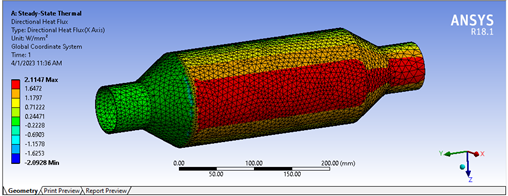 A: Steady-State Thermal
Directional Heat Flux
Type: Directional Heat Flux(X Axis)
Unit: W/mm²
Global Coordinate System
Time: 1
4/1/2023 11:36 AM
ANSYS
R18.1
2.1147 Max
1.6472
1.1797
0.71222
0.24471
-0.2228
-0.6903
-1.1578
-1.6253
-2.0928 Min
0.00 100.00 200.00 (mm)
50.00 150.00
Y X
Z
Geometry Print Preview Report Preview